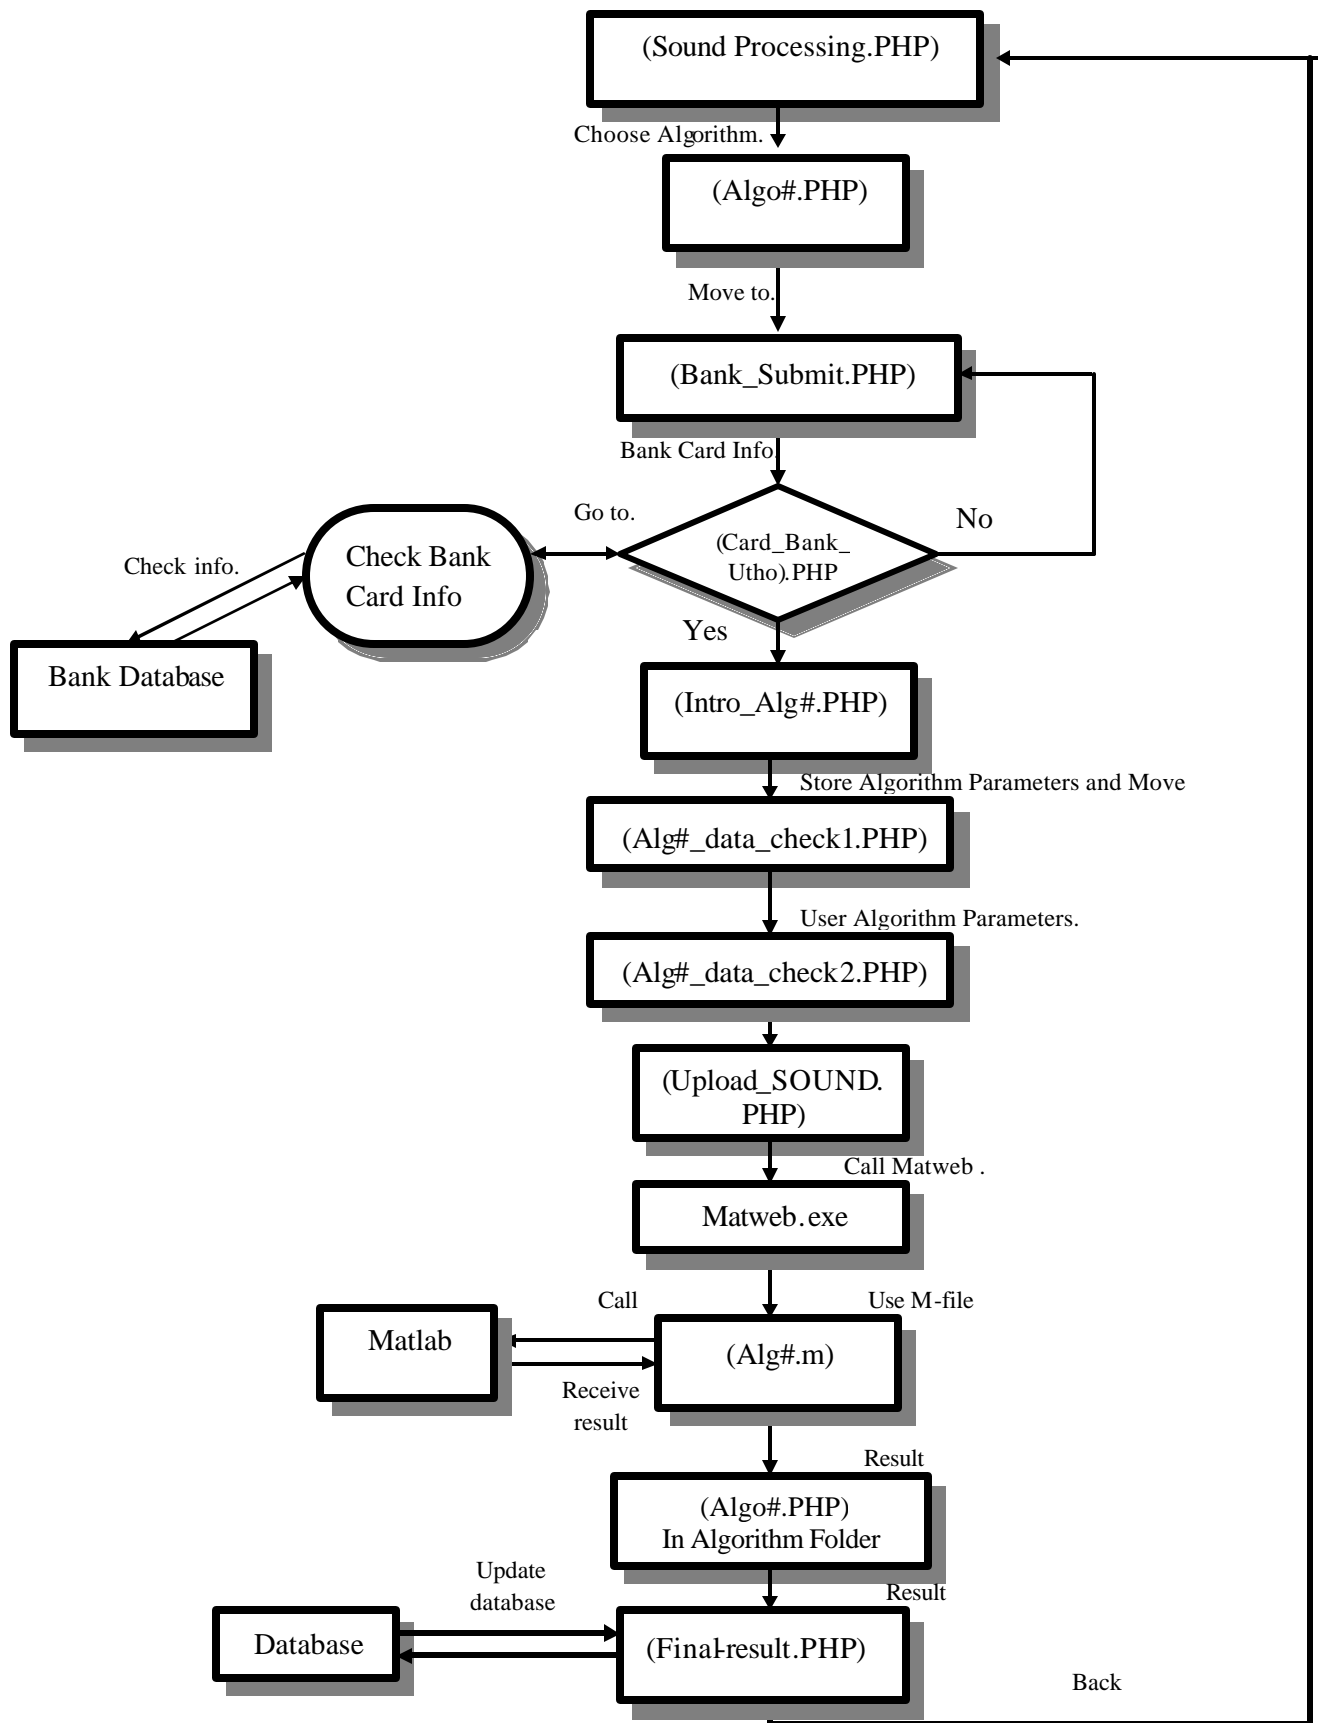 (Sound Processing.PHP)
Choose Algorithm.
(Algo#.PHP)
Move to.
(Bank_Submit.PHP)
Bank Card Info.
Go to.
No
(Card_Bank_
Utho).PHP
Check Bank
Card Info
Check info.
Bank Database
Yes
(Intro_Alg#.PHP)
Store Algorithm Parameters and Move
(Alg#_data_check1.PHP)
User Algorithm Parameters.
(Alg#_data_check2.PHP)
(Upload_SOUND.
PHP)
Call Matweb .
Matweb.exe
Call
Use M-file
Matlab
(Alg#.m)
Receive
result
Result
(Algo#.PHP)
In Algorithm Folder
Update
database
Result
Database
(Final-result.PHP)
Back